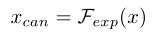 x_{can} = \mathcal{F}_{exp}(x)